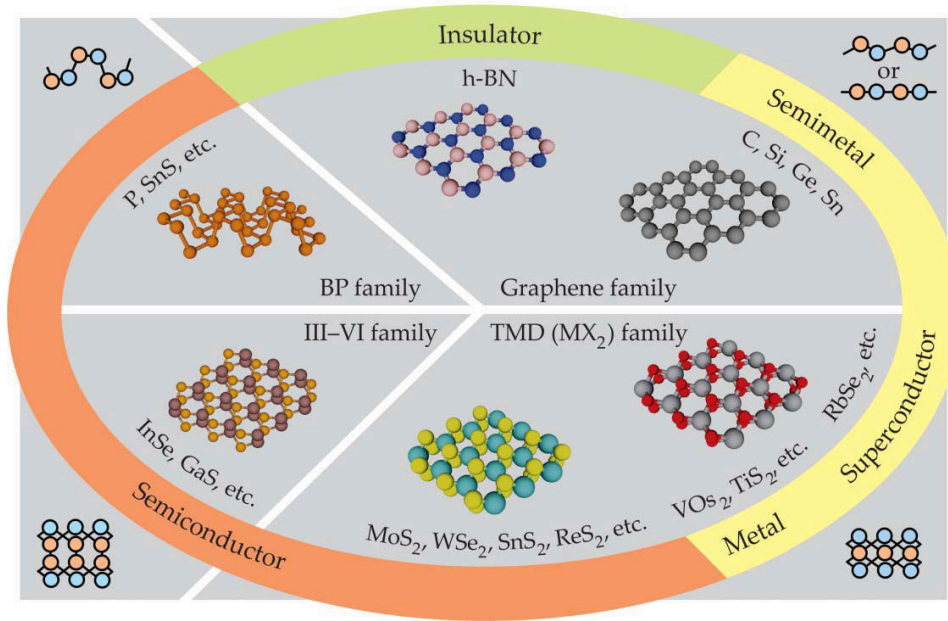 Insulator
h-BN
or
Semimetal
C, Si, Ge, Sn
P, SnS, etc.
BP family
Graphene family
III–VI family
TMD (MX₂) family
RbSe₂, etc.
Superconductor
InSe, GaS, etc.
VOs₂, TiS₂, etc.
MoS₂, WSe₂, SnS₂, ReS₂, etc.
Metal
Semiconductor